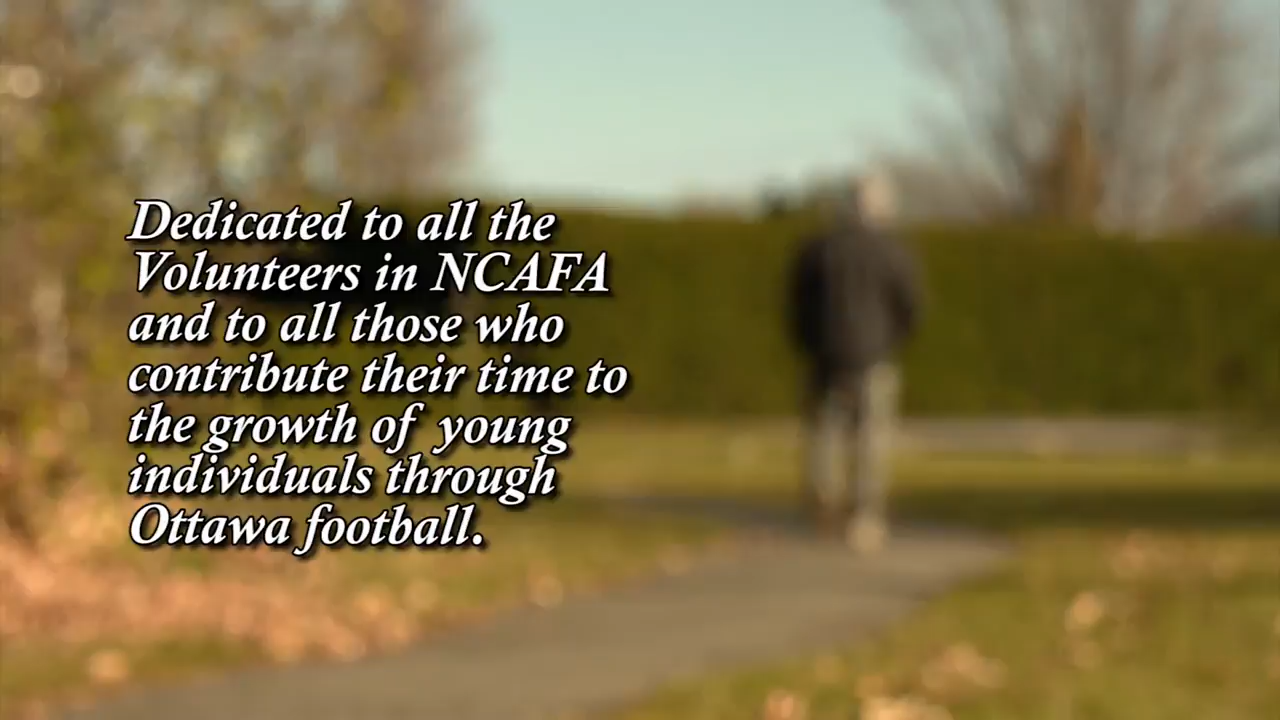 Dedicated to all the
Volunteers in NCAFA
and to all those who
contribute their time to
the growth of young
individuals through
Ottawa football.